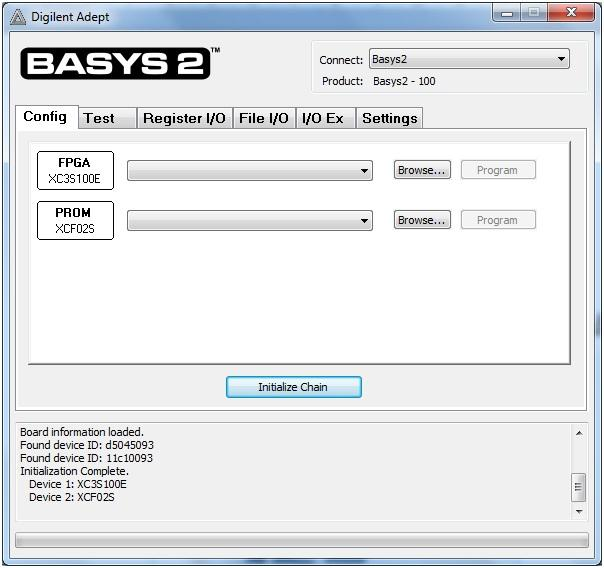 Digilent Adept
BASYS 2™
Connect: Basys2
Product: Basys2 - 100
Config Test Register I/O File I/O I/O Ex Settings
FPGA
XC3S100E
Browse... Program
PROM
XCF02S
Browse... Program
Initialize Chain
Board information loaded.
Found device ID: d5045093
Found device ID: 11c10093
Initialization Complete.
Device 1: XC3S100E
Device 2: XCF02S